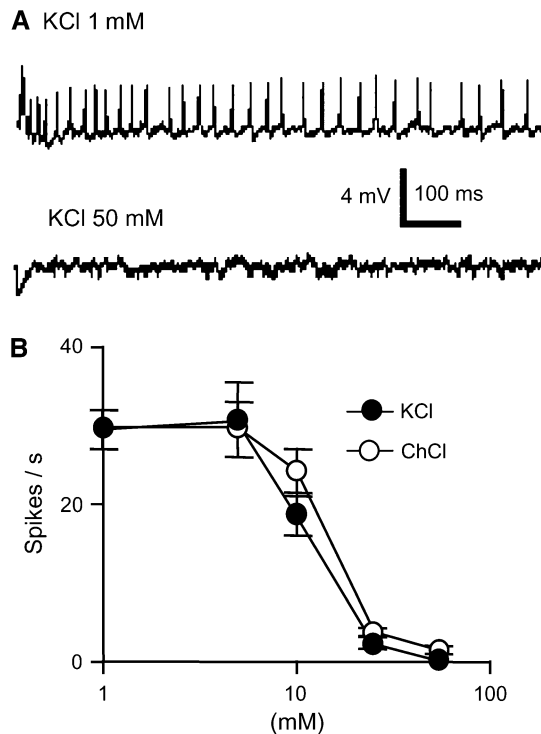 A KCl 1 mM
4 mV 100 ms
KCl 50 mM
B
40
20
0
Spikes / s
KCl
ChCl
1 10 100
(mM)